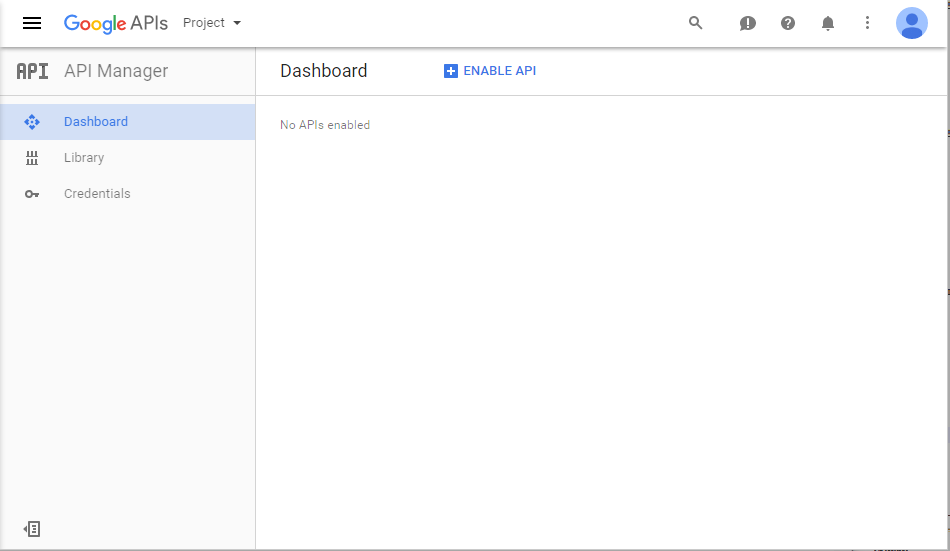 Google APIs Project
API API Manager
Dashboard ENABLE API
Dashboard
No APIs enabled
Library
Credentials